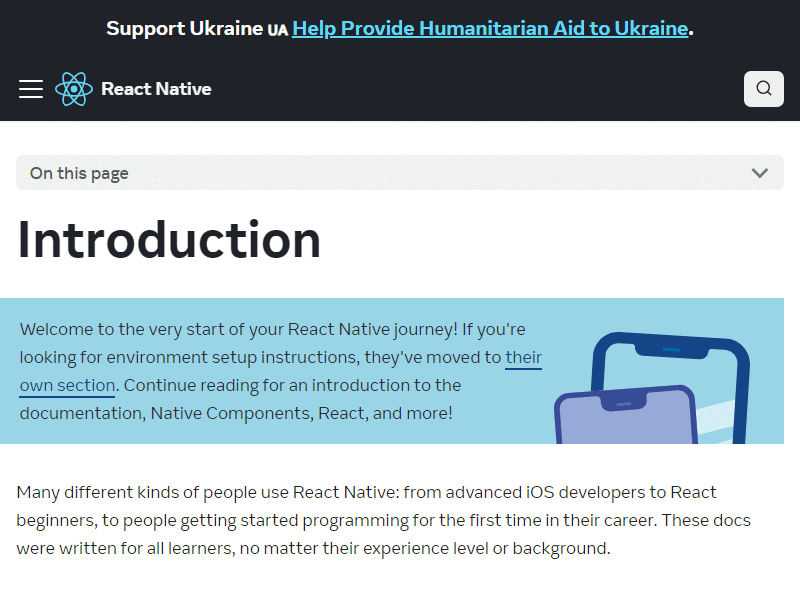 Support Ukraine UA Help Provide Humanitarian Aid to Ukraine.
React Native
On this page
Introduction
Welcome to the very start of your React Native journey! If you're
looking for environment setup instructions, they've moved to their
own section. Continue reading for an introduction to the
documentation, Native Components, React, and more!
Many different kinds of people use React Native: from advanced iOS developers to React
beginners, to people getting started programming for the first time in their career. These docs
were written for all learners, no matter their experience level or background.